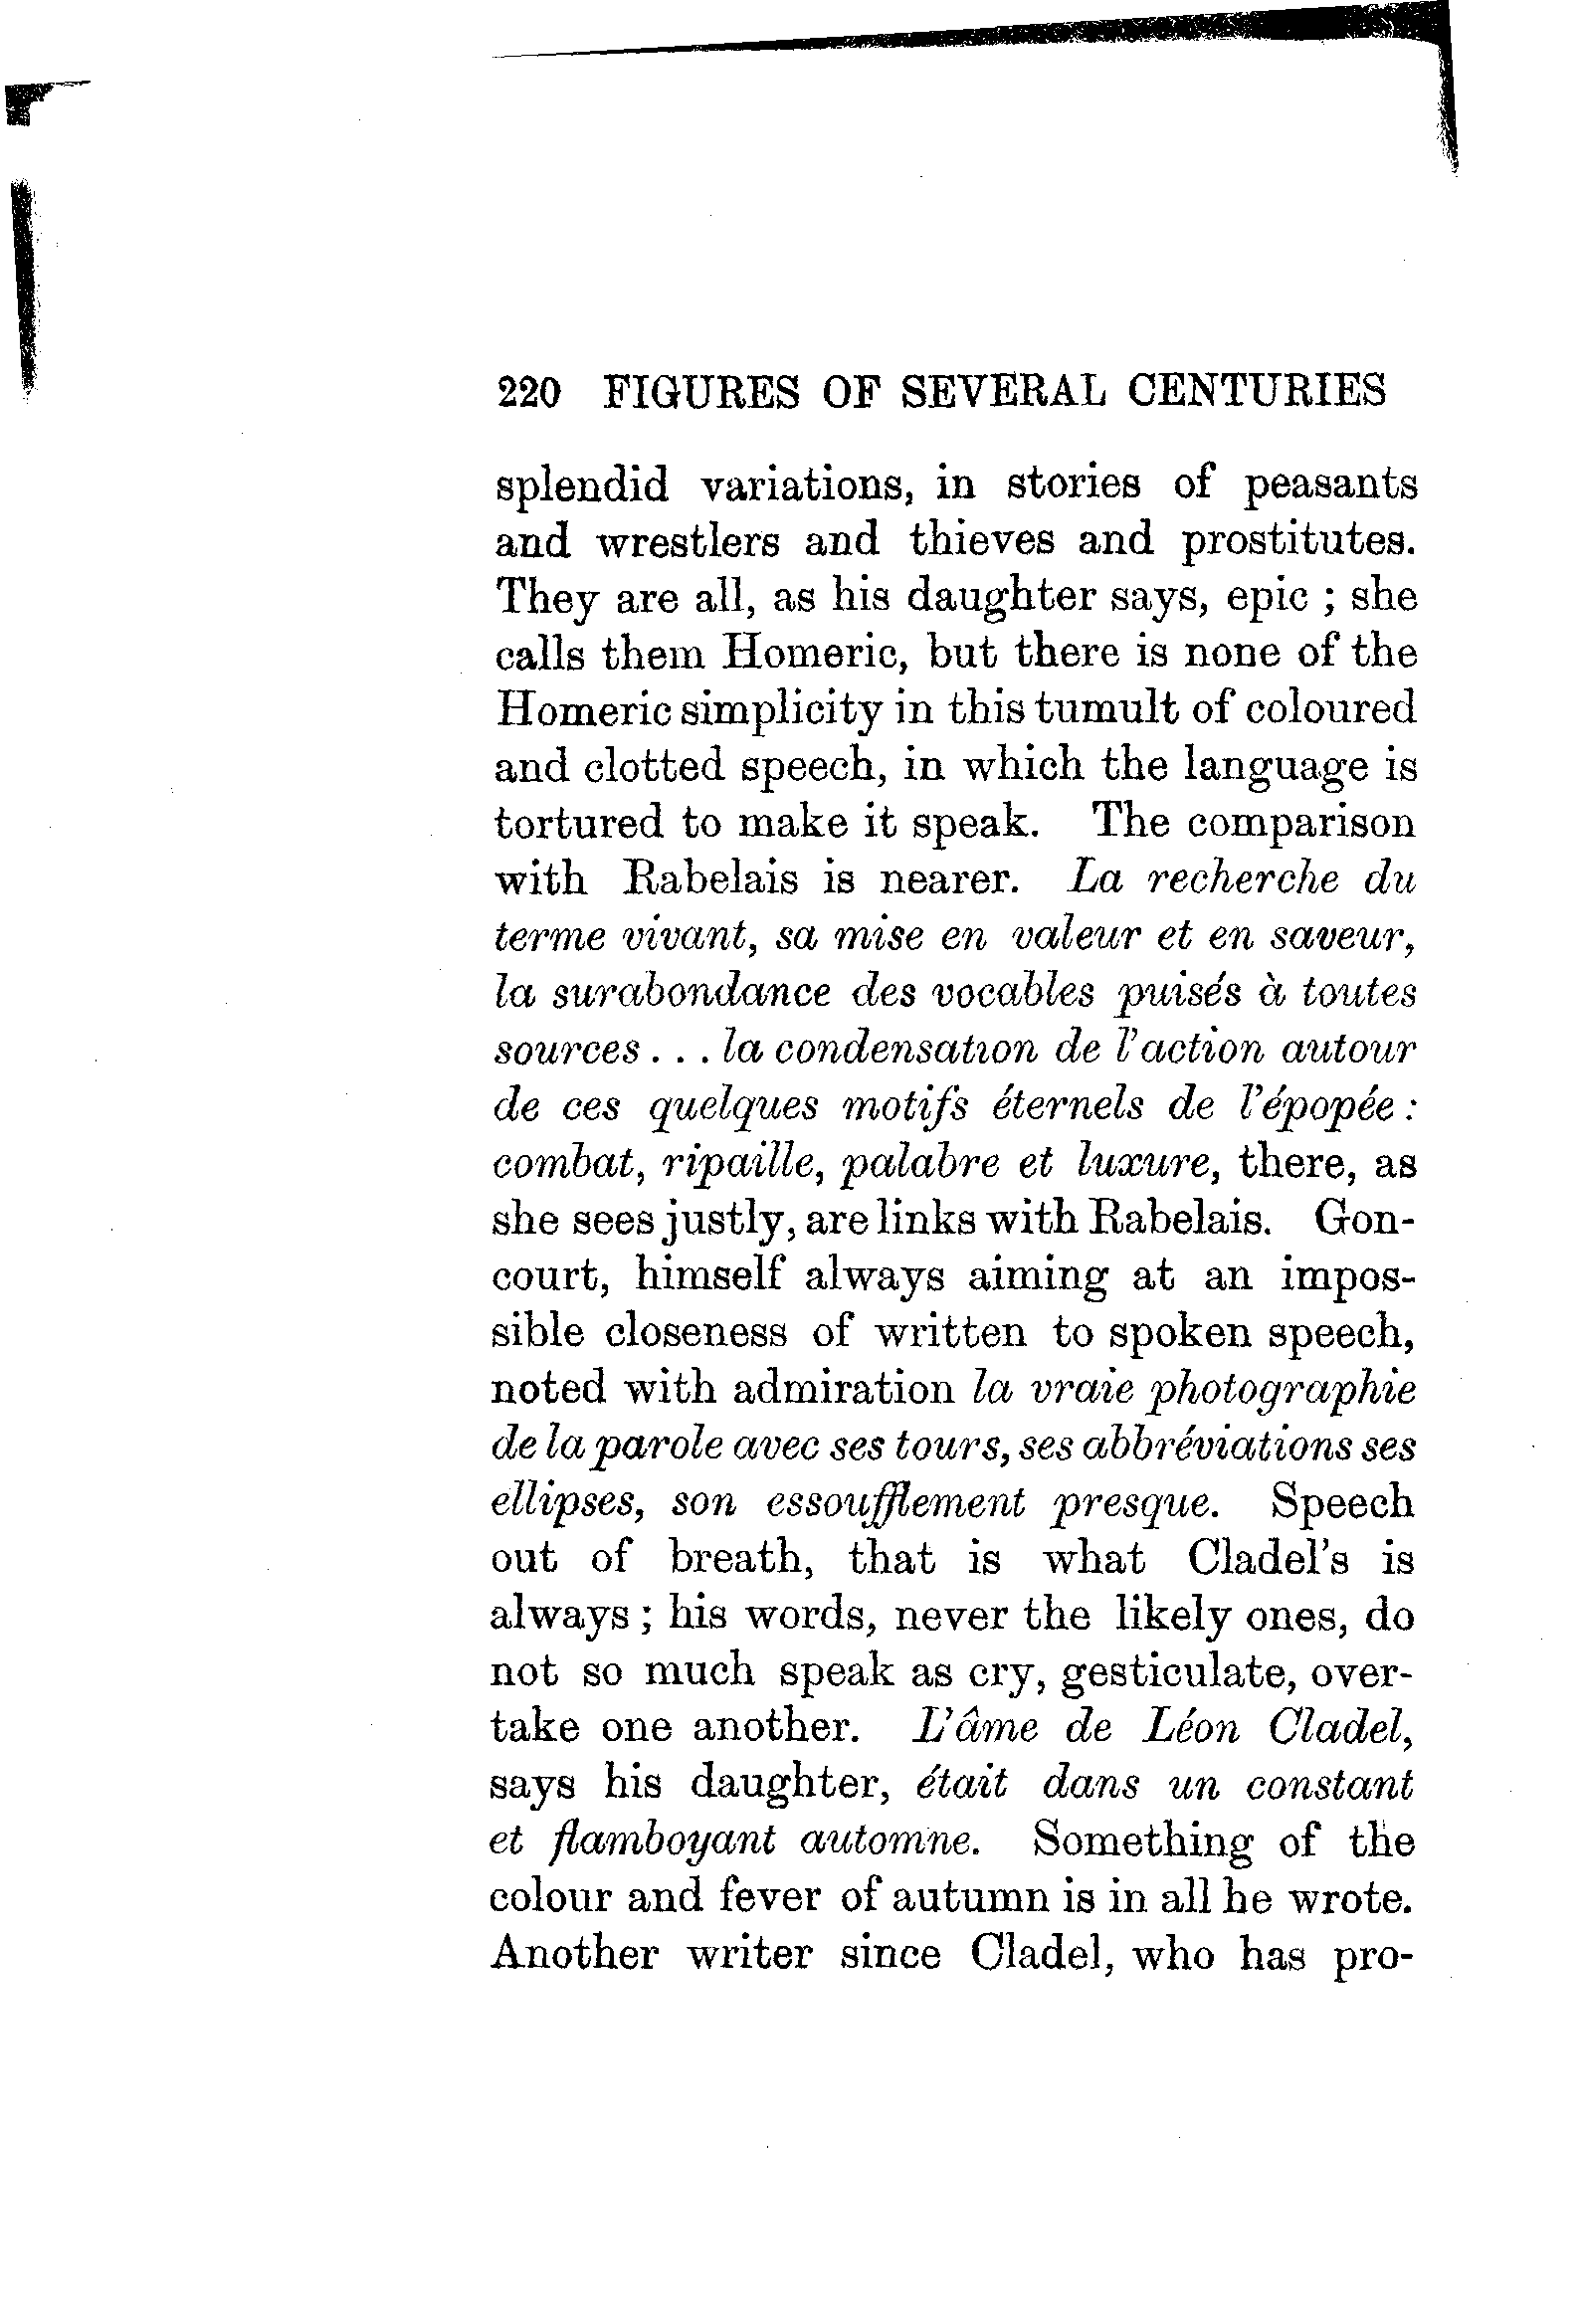 220 FIGURES OF SEVERAL CENTURIES
splendid variations, in stories of peasants
and wrestlers and thieves and prostitutes.
They are all, as his daughter says, epic ; she
calls them Homeric, but there is none of the
Homeric simplicity in this tumult of coloured
and clotted speech, in which the language is
tortured to make it speak. The comparison
with Rabelais is nearer. La recherche du
terme vivant, sa mise en valeur et en saveur,
la surabondance des vocables puisés à toutes
sources . . . la condensation de l'action autour
de ces quelques motifs éternels de l'épopée :
combat, ripaille, palabre et luxure, there, as
she sees justly, are links with Rabelais. Gon-
court, himself always aiming at an impos-
sible closeness of written to spoken speech,
noted with admiration la vraie photographie
de la parole avec ses tours, ses abbréviations ses
ellipses, son essoufflement presque. Speech
out of breath, that is what Cladel's is
always ; his words, never the likely ones, do
not so much speak as cry, gesticulate, over-
take one another. L'âme de Léon Cladel,
says his daughter, était dans un constant
et flamboyant automne. Something of the
colour and fever of autumn is in all he wrote.
Another writer since Cladel, who has pro-